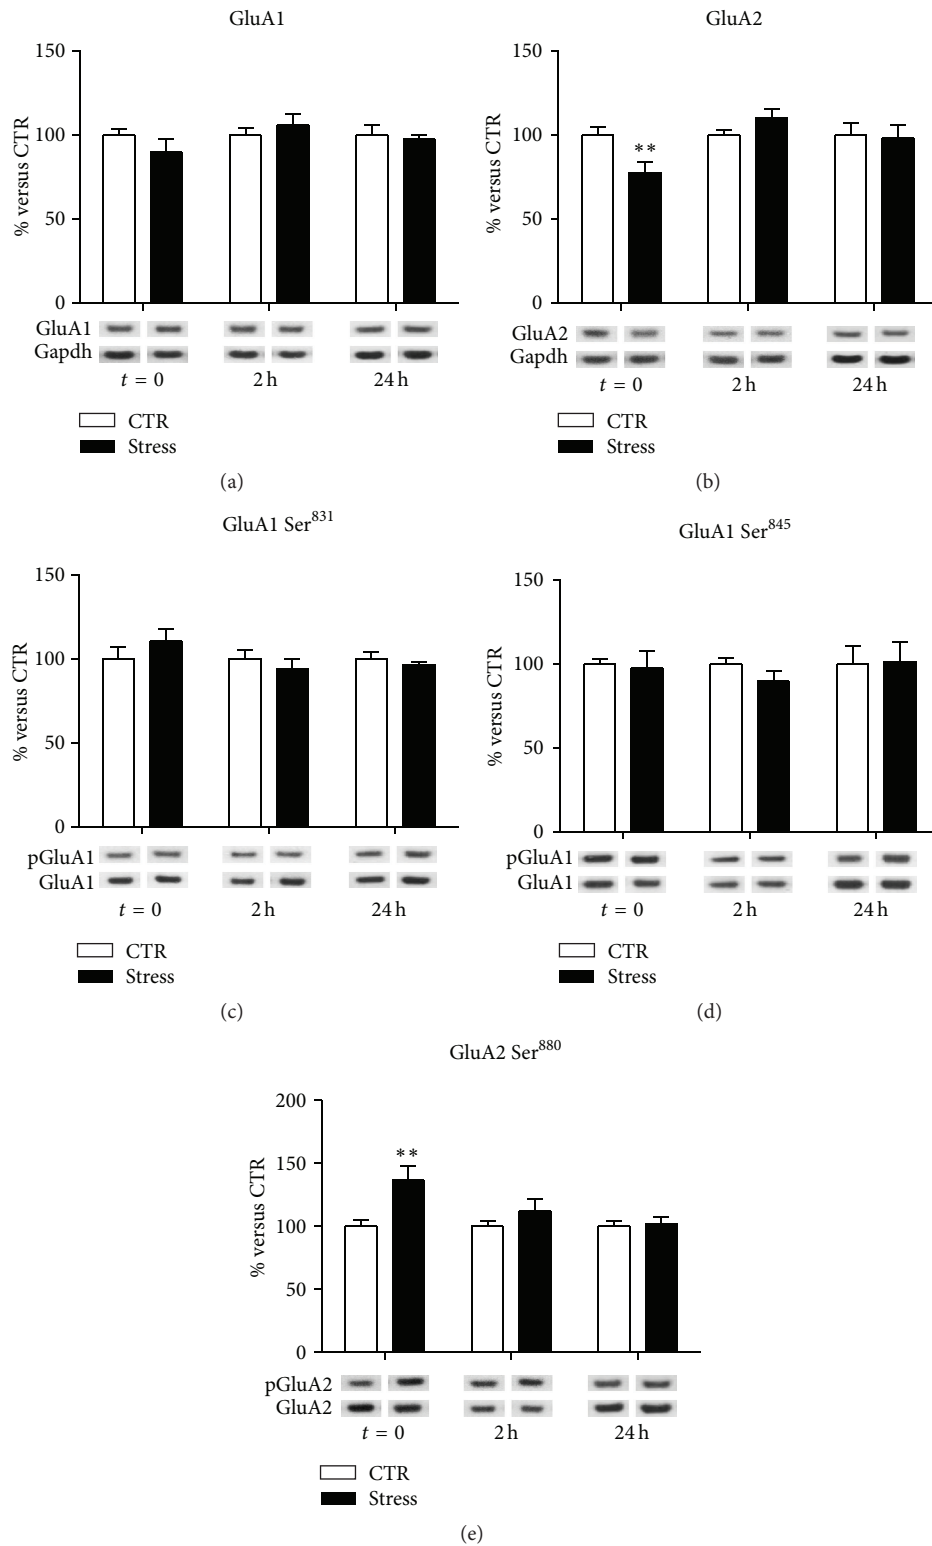 GluA1
150
100
50
0
% versus CTR
GluA1
Gapdh
t = 0
2 h
24 h
CTR
Stress
(a)
GluA2
150
100
50
0
% versus CTR
**
GluA2
Gapdh
t = 0
2 h
24 h
CTR
Stress
(b)
GluA1 Ser831
150
100
50
0
% versus CTR
pGluA1
GluA1
t = 0
2 h
24 h
CTR
Stress
(c)
GluA1 Ser845
150
100
50
0
% versus CTR
pGluA1
GluA1
t = 0
2 h
24 h
CTR
Stress
(d)
GluA2 Ser880
200
150
100
50
0
% versus CTR
**
pGluA2
GluA2
t = 0
2 h
24 h
CTR
Stress
(e)